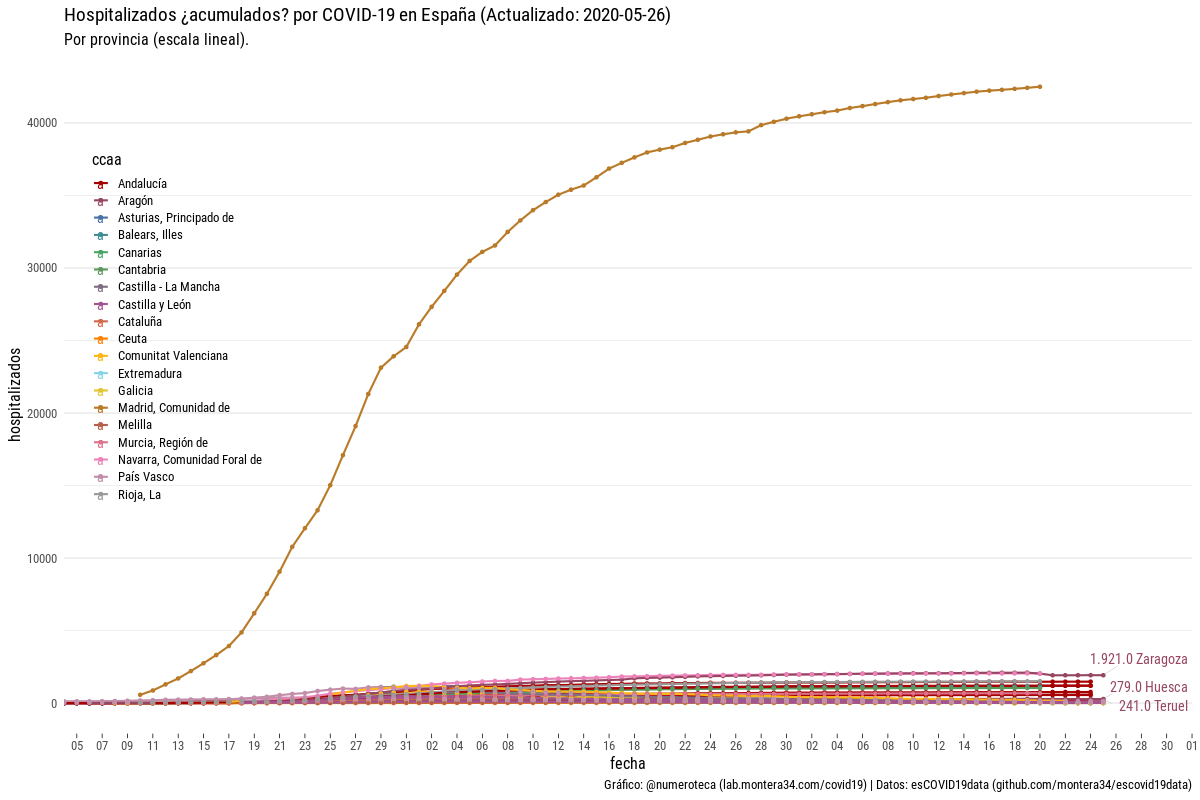 Hospitalizados ¿acumulados? por COVID-19 en España (Actualizado: 2020-05-26)
Por provincia (escala lineal).
hospitalizados
40000
30000
20000
10000
0
ccaa
Andalucía
Aragón
Asturias, Principado de
Balears, Illes
Canarias
Cantabria
Castilla - La Mancha
Castilla y León
Cataluña
Ceuta
Comunitat Valenciana
Extremadura
Galicia
Madrid, Comunidad de
Melilla
Murcia, Región de
Navarra, Comunidad Foral de
País Vasco
Rioja, La
1.921.0 Zaragoza
279.0 Huesca
241.0 Teruel
05 07 09 11 13 15 17 19 21 23 25 27 29 31 02 04 06 08 10 12 14 16 18 20 22 24 26 28 30 02 04 06 08 10 12 14 16 18 20 22 24 26 28 30 01
fecha
Gráfico: @numeroteca (lab.montera34.com/covid19) | Datos: esCOVID19data (github.com/montera34/escovid19data)